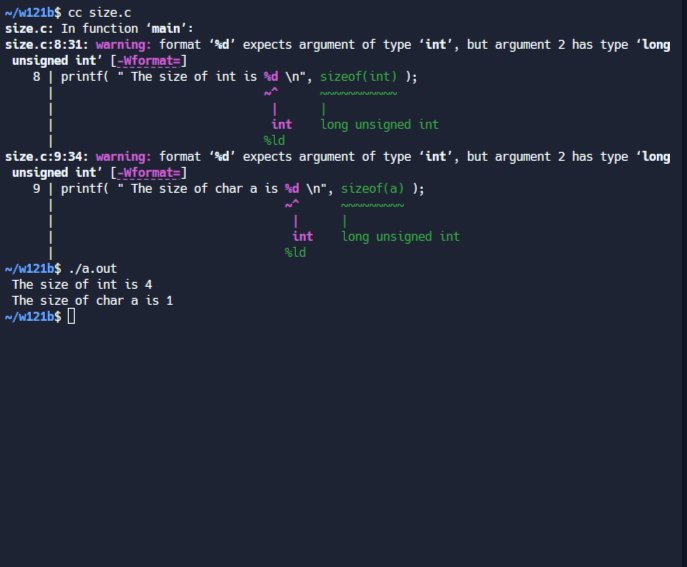 ~/w121b$ cc size.c
size.c: In function ‘main’:
size.c:8:31: warning: format ‘%d’ expects argument of type ‘int’, but argument 2 has type ‘long
unsigned int’ [-Wformat=]
8 | printf( " The size of int is %d \n", sizeof(int) );
| ~^ ~~~~~~~~~~~
| | |
| int long unsigned int
| %ld
size.c:9:34: warning: format ‘%d’ expects argument of type ‘int’, but argument 2 has type ‘long
unsigned int’ [-Wformat=]
9 | printf( " The size of char a is %d \n", sizeof(a) );
| ~^ ~~~~~~~~~
| | |
| int long unsigned int
| %ld
~/w121b$ ./a.out
The size of int is 4
The size of char a is 1
~/w121b$